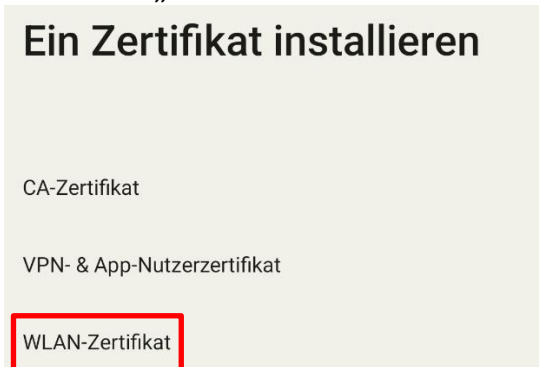 Ein Zertifikat installieren
CA-Zertifikat
VPN- & App-Nutzerzertifikat
WLAN-Zertifikat